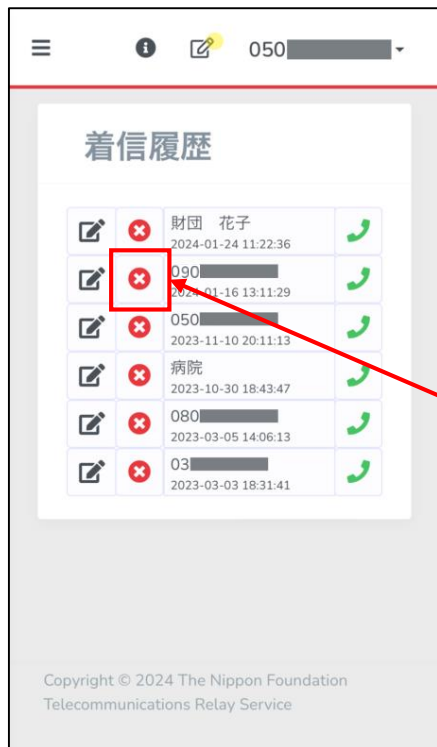 050
着信履歴
財団 花子
2024-01-24 11:22:36
090
2024-01-16 13:11:29
050
2023-11-10 20:11:13
病院
2023-10-30 18:43:47
080
2023-03-05 14:06:13
03
2023-03-03 18:31:41
Copyright © 2024 The Nippon Foundation
Telecommunications Relay Service